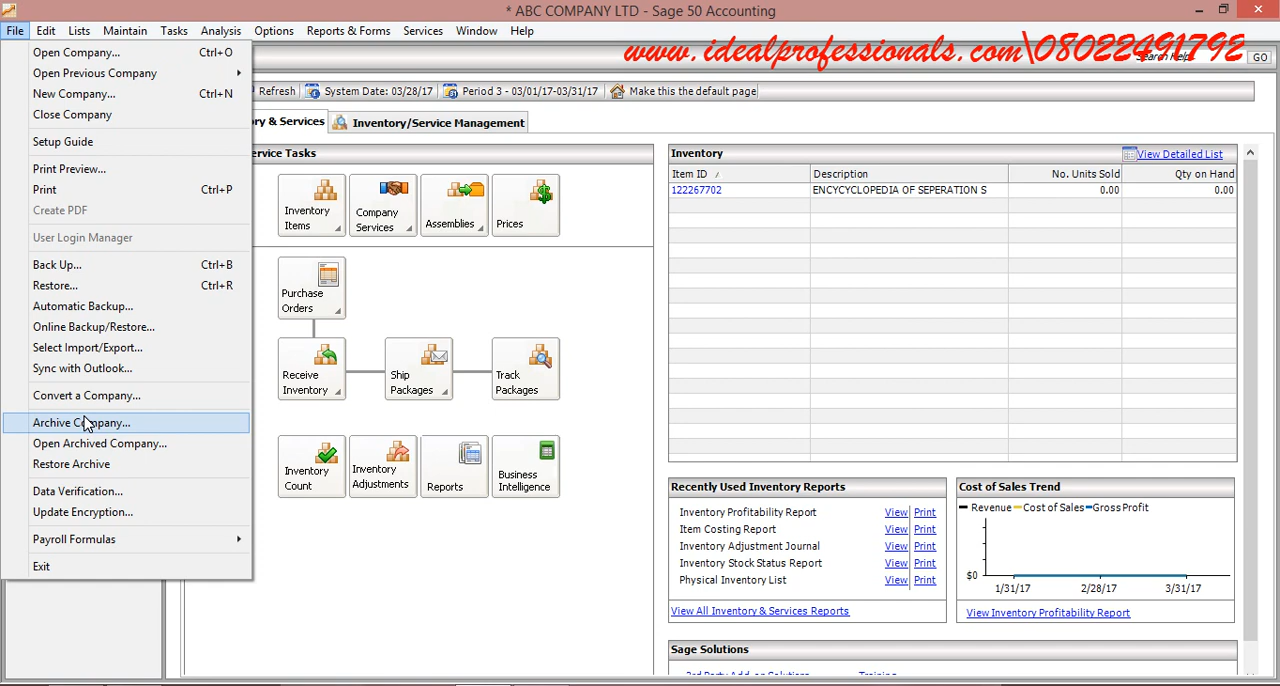 * ABC COMPANY LTD - Sage 50 Accounting
File Edit Lists Maintain Tasks Analysis Options Reports & Forms Services Window Help
www.idealprofessionals.com\08022491792
Search Help
GO
Open Company... Ctrl+O
Open Previous Company
New Company... Ctrl+N
Close Company
Setup Guide
Print Preview...
Print Ctrl+P
Create PDF
User Login Manager
Back Up... Ctrl+B
Restore... Ctrl+R
Automatic Backup...
Online Backup/Restore...
Select Import/Export...
Sync with Outlook...
Convert a Company...
Archive Company...
Open Archived Company...
Restore Archive
Data Verification...
Update Encryption...
Payroll Formulas
Exit
Refresh System Date: 03/28/17 Period 3 - 03/01/17-03/31/17 Make this the default page
ry & Services Inventory/Service Management
ervice Tasks
Inventory Items
Company Services
Assemblies
Prices
Purchase Orders
Receive Inventory
Ship Packages
Track Packages
Inventory Count
Inventory Adjustments
Reports
Business Intelligence
Inventory View Detailed List
Item ID Description No. Units Sold Qty on Hand
122267702 ENCYCYCLOPEDIA OF SEPERATION S 0.00 0.00
Recently Used Inventory Reports
Inventory Profitability Report View Print
Item Costing Report View Print
Inventory Adjustment Journal View Print
Inventory Stock Status Report View Print
Physical Inventory List View Print
View All Inventory & Services Reports
Cost of Sales Trend
Revenue Cost of Sales Gross Profit
$0
1/31/17 2/28/17 3/31/17
View Inventory Profitability Report
Sage Solutions